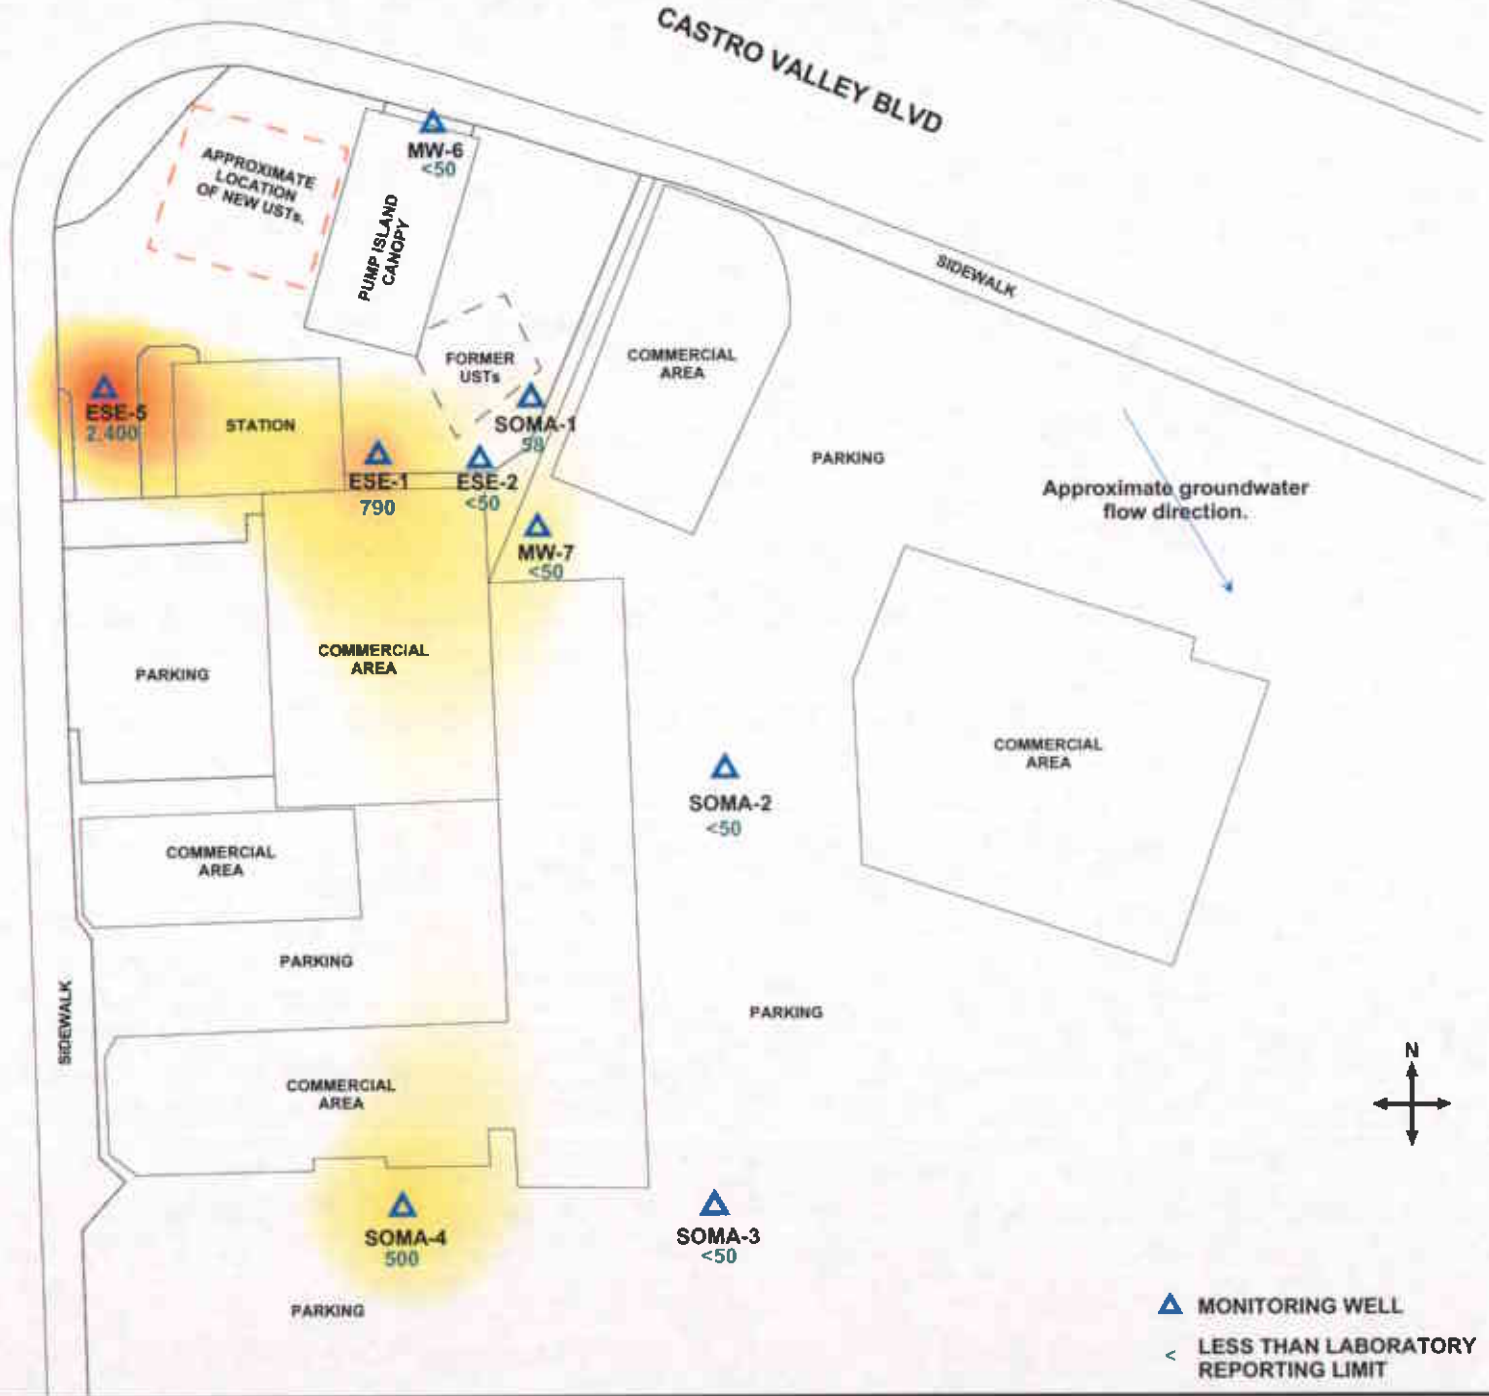 CASTRO VALLEY BLVD
MW-6
<50
APPROXIMATE
LOCATION
OF NEW USTs.
PUMP ISLAND
CANOPY
SIDEWALK
FORMER
USTs
COMMERCIAL
AREA
ESE-5
2,400
STATION
SOMA-1
58
PARKING
ESE-1
790
ESE-2
<50
Approximate groundwater
flow direction.
MW-7
<50
COMMERCIAL
AREA
PARKING
COMMERCIAL
AREA
SOMA-2
<50
COMMERCIAL
AREA
PARKING
SIDEWALK
PARKING
COMMERCIAL
AREA
N
SOMA-4
500
SOMA-3
<50
PARKING
MONITORING WELL
< LESS THAN LABORATORY
REPORTING LIMIT